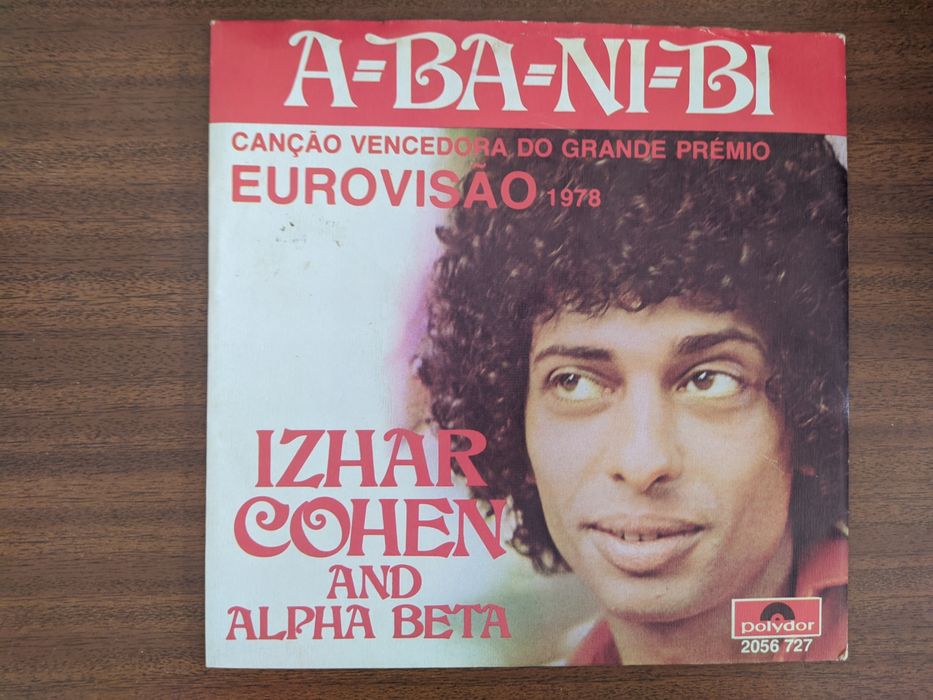 A=BA=NI=BI
CANÇÃO VENCEDORA DO GRANDE PRÉMIO
EUROVISÃO 1978
IZHAR
COHEN
AND
ALPHA BETA
polydor
2056 727